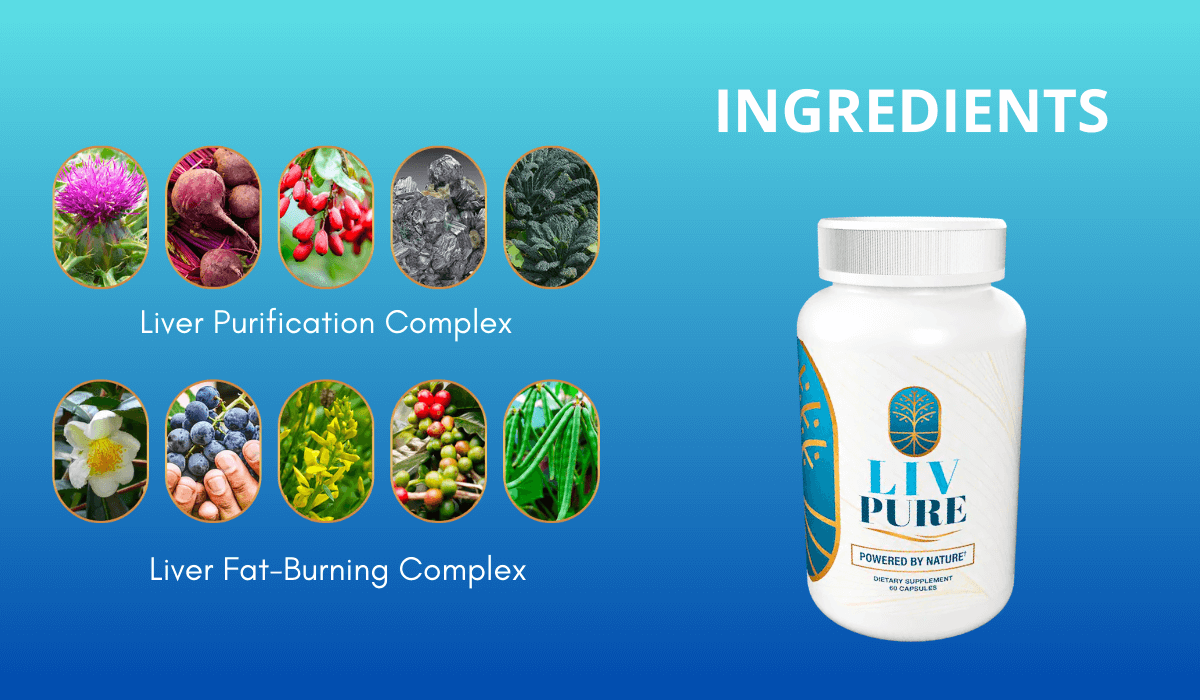 INGREDIENTS
Liver Purification Complex
Liver Fat-Burning Complex
LIV
PURE
POWERED BY NATURE†
DIETARY SUPPLEMENT
60 CAPSULES